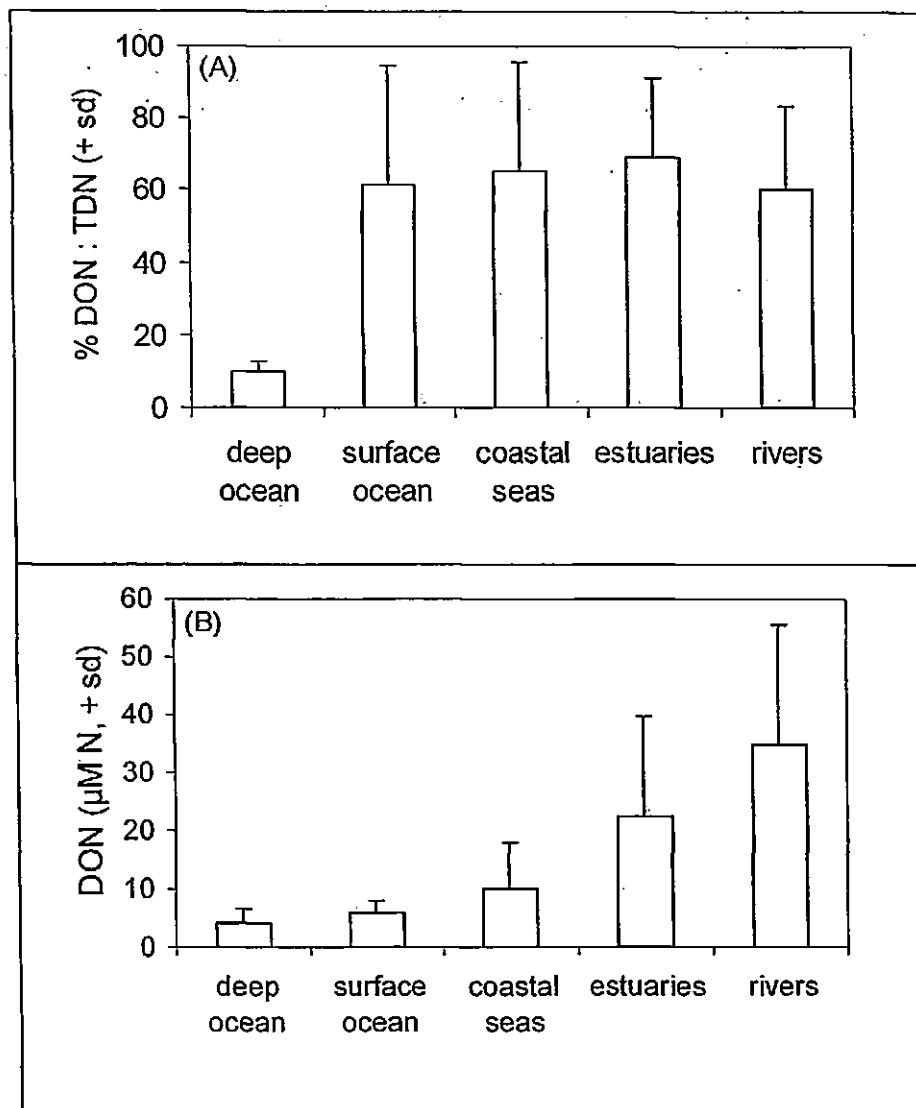 (A)
% DON : TDN (+ sd)
100
80
60
40
20
0
deep ocean
surface ocean
coastal seas
estuaries
rivers
(B)
DON (µM N, + sd)
60
50
40
30
20
10
0
deep ocean
surface ocean
coastal seas
estuaries
rivers